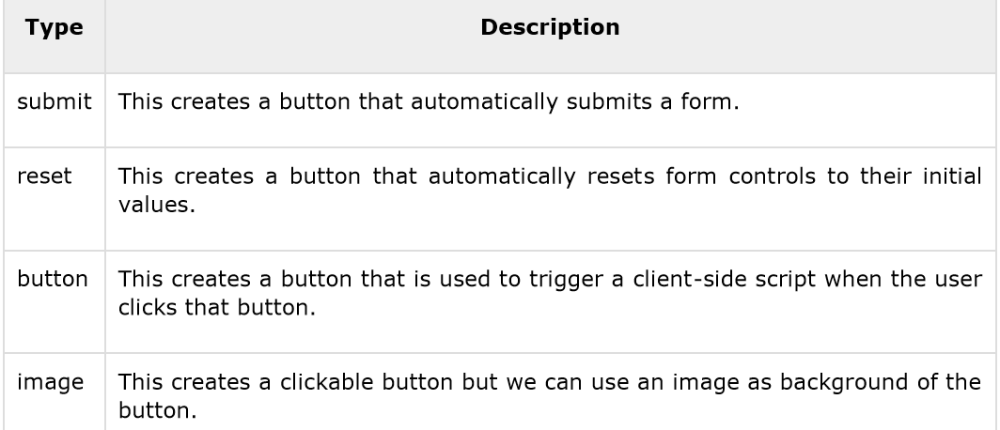 Type Description
submit This creates a button that automatically submits a form.
reset This creates a button that automatically resets form controls to their initial
values.
button This creates a button that is used to trigger a client-side script when the user
clicks that button.
image This creates a clickable button but we can use an image as background of the
button.